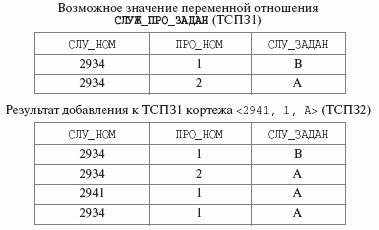 Возможное значение переменной отношения
СЛУЖ_ПРО_ЗАДАН (ТСПЗ1)
СЛУ_НОМ ПРО_НОМ СЛУ_ЗАДАН
2934 1 B
2934 2 A
Результат добавления к ТСПЗ1 кортежа <2941, 1, A> (ТСПЗ2)
СЛУ_НОМ ПРО_НОМ СЛУ_ЗАДАН
2934 1 B
2934 2 A
2941 1 A
2934 1 A